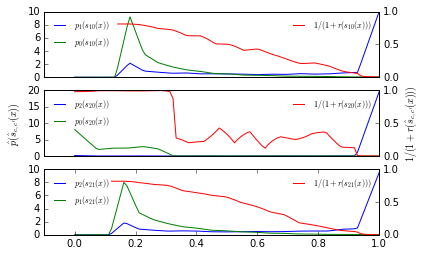 10
8
6
4
2
0
p₁(s₁₀(x))
p₀(s₁₀(x))
1/(1+r(s₁₀(x)))
1.0
0.5
0.0
20
15
10
5
0
p₂(s₂₀(x))
p₀(s₂₀(x))
1/(1+r(s₂₀(x)))
1.0
0.5
0.0
10
8
6
4
2
0
p₂(s₂₁(x))
p₁(s₂₁(x))
1/(1+r(s₂₁(x)))
1.0
0.5
0.0
0.0 0.2 0.4 0.6 0.8 1.0
p̂(ŝ_{c,c'}(x))
1/(1+r(ŝ_{c,c'}(x)))